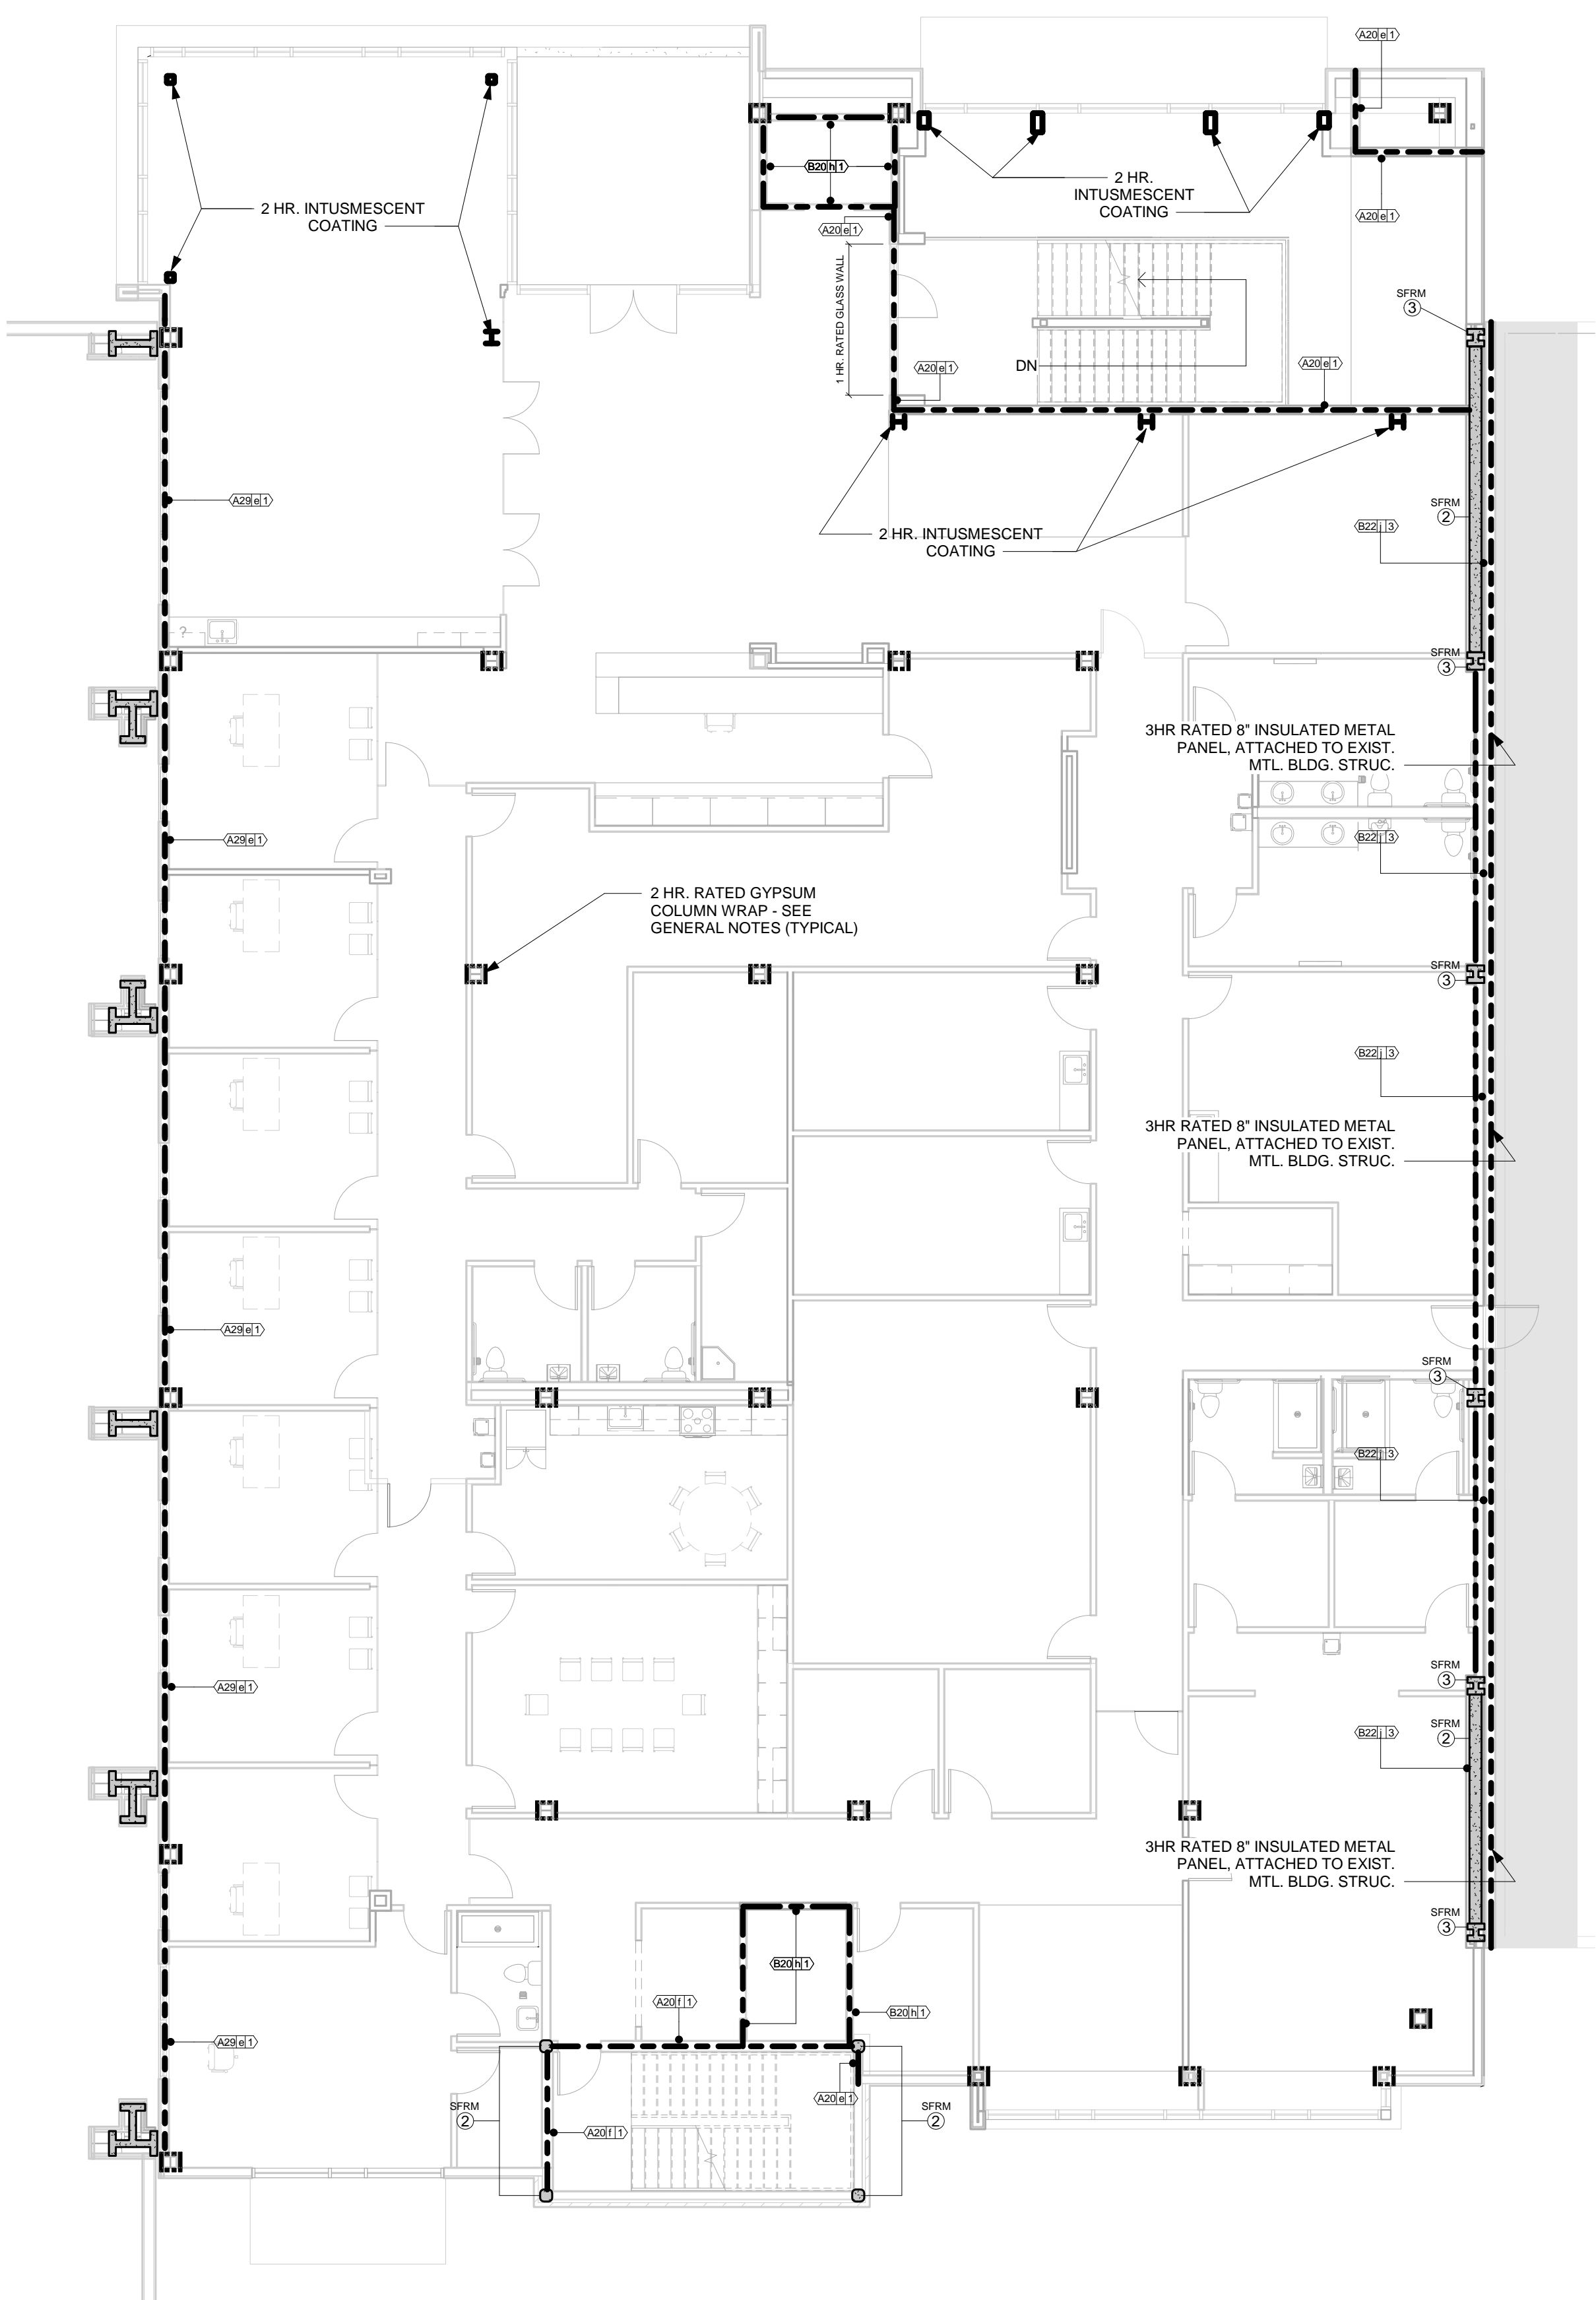 A20 e 1
2 HR. INTUSMESCENT
COATING
B20 h 1
2 HR.
INTUSMESCENT
COATING
A20 e 1
A20 e 1
1 HR. RATED GLASS WALL
SFRM
3
DN
A20 e 1
A20 e 1
A29 e 1
SFRM
2
B22 j 3
2 HR. INTUSMESCENT
COATING
?
SFRM
3
3HR RATED 8" INSULATED METAL
PANEL, ATTACHED TO EXIST.
MTL. BLDG. STRUC.
A29 e 1
B22 j 3
2 HR. RATED GYPSUM
COLUMN WRAP - SEE
GENERAL NOTES (TYPICAL)
SFRM
3
B22 j 3
3HR RATED 8" INSULATED METAL
PANEL, ATTACHED TO EXIST.
MTL. BLDG. STRUC.
A29 e 1
SFRM
3
B22 j 3
SFRM
3
A29 e 1
B22 j 3
SFRM
2
3HR RATED 8" INSULATED METAL
PANEL, ATTACHED TO EXIST.
MTL. BLDG. STRUC.
SFRM
3
B20 h 1
A20 f 1
B20 h 1
A29 e 1
A20 e 1
SFRM
2
SFRM
2
A20 f 1